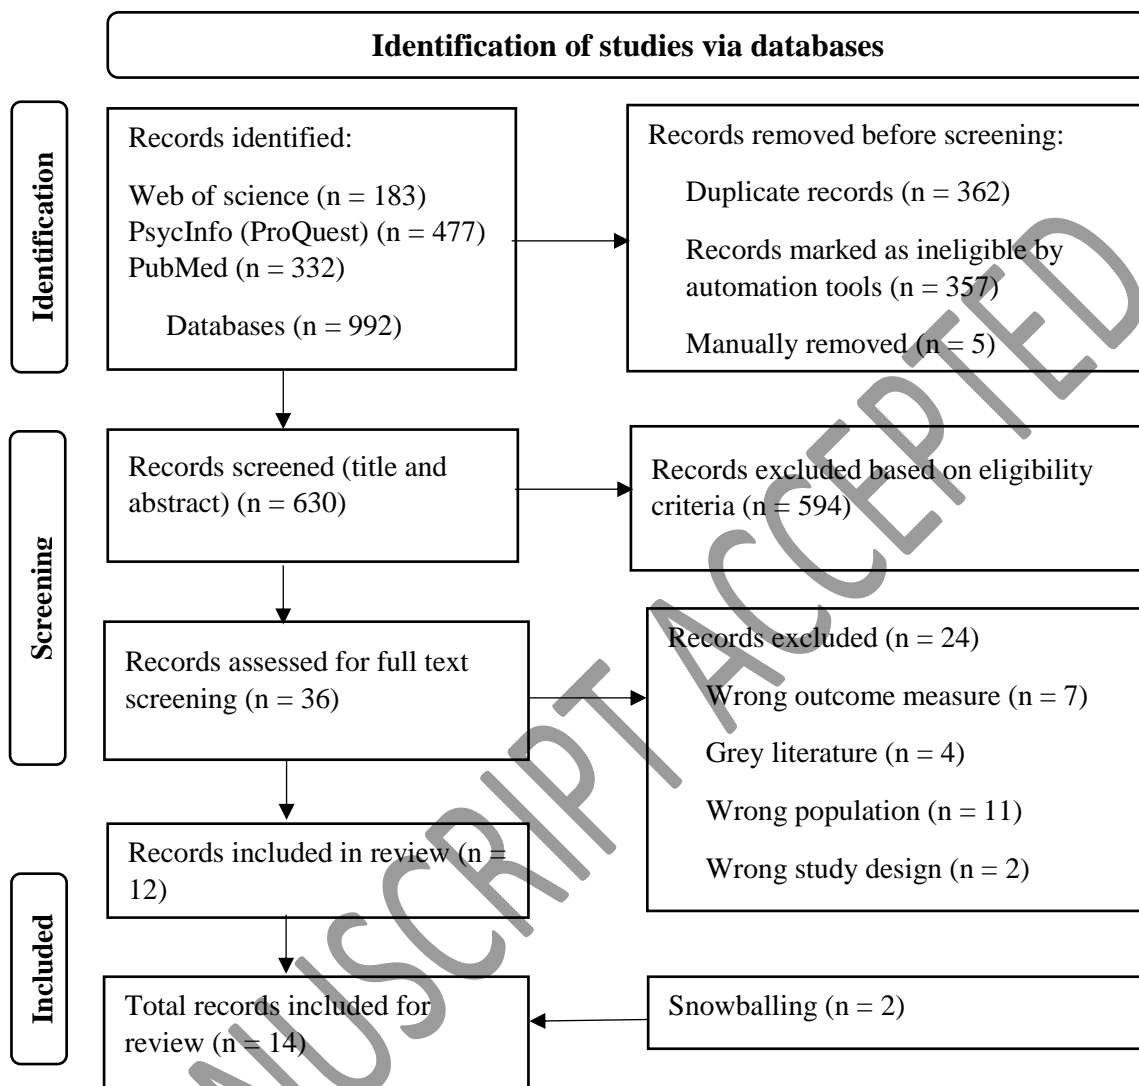 Identification of studies via databases
Identification
Records identified:
Web of science (n = 183)
PsycInfo (ProQuest) (n = 477)
PubMed (n = 332)
Databases (n = 992)
Records removed before screening:
Duplicate records (n = 362)
Records marked as ineligible by
automation tools (n = 357)
Manually removed (n = 5)
Screening
Records screened (title and
abstract) (n = 630)
Records excluded based on eligibility
criteria (n = 594)
Records assessed for full text
screening (n = 36)
Records excluded (n = 24)
Wrong outcome measure (n = 7)
Grey literature (n = 4)
Wrong population (n = 11)
Wrong study design (n = 2)
Included
Records included in review (n =
12)
Total records included for
review (n = 14)
Snowballing (n = 2)
ANUSCRIPT ACCEPTED